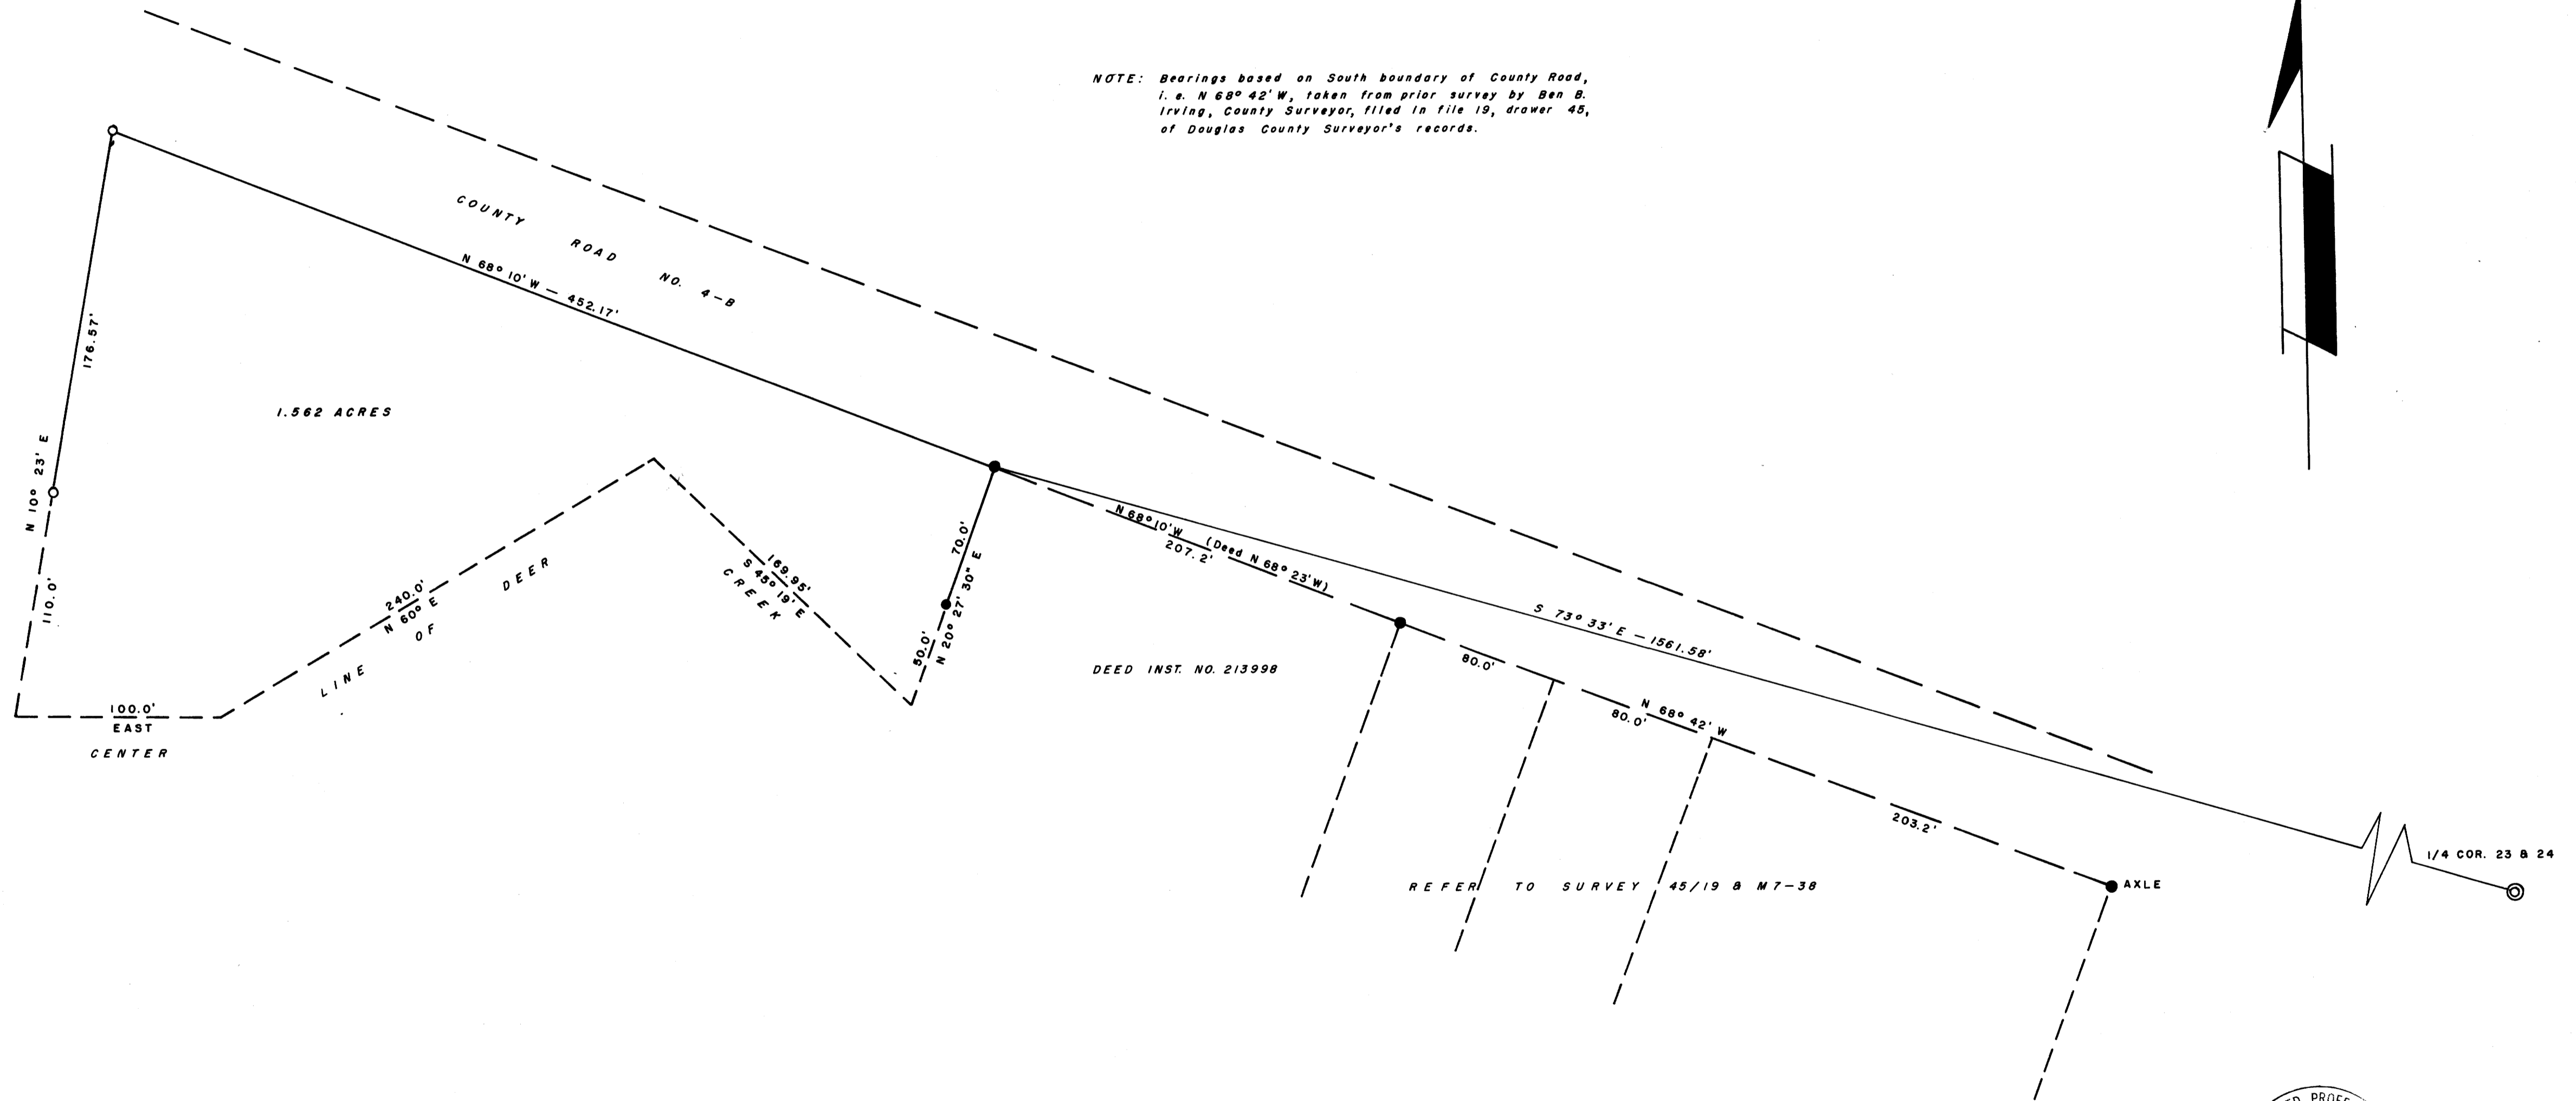 NOTE: Bearings based on South boundary of County Road,
i. e. N 68° 42' W, taken from prior survey by Ben B.
Irving, County Surveyor, filed in file 19, drawer 45,
of Douglas County Surveyor's records.
COUNTY ROAD NO. 4-B
N 68° 10' W — 452.17'
176.57'
1.562 ACRES
N 10° 23' E
110.0'
100.0'
EAST
CENTER
LINE OF DEER CREEK
240.0'
N 60° E
169.95'
S 45° 19' E
70.0'
50.0'
N 20° 27' 30" E
N 68° 10' W (Deed N 68° 23' W)
207.2'
DEED INST. NO. 213998
S 73° 33' E — 1561.58'
80.0'
N 68° 42' W
80.0'
203.2'
REFER TO SURVEY 45/19 & M7-38
AXLE
1/4 COR. 23 & 24